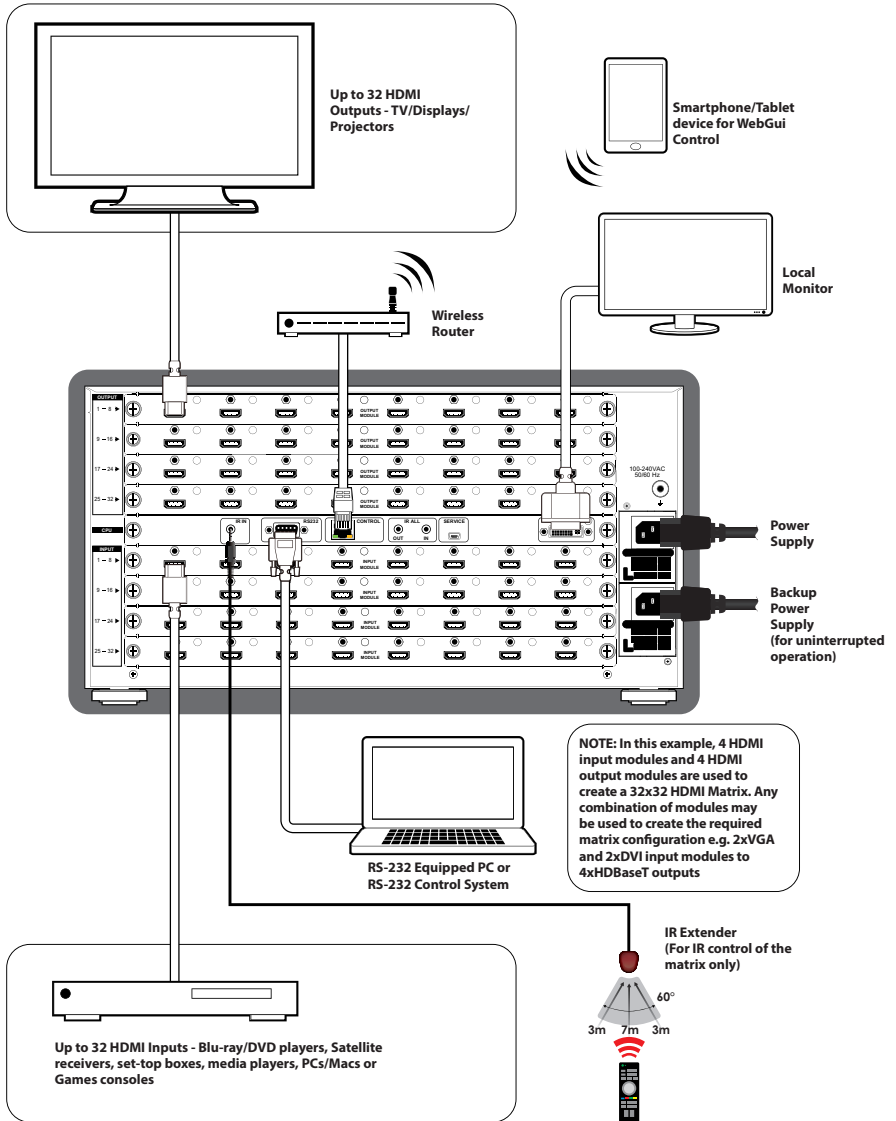 Up to 32 HDMI
Outputs - TV/Displays/
Projectors
Smartphone/Tablet
device for WebGui
Control
Local
Monitor
Wireless
Router
OUTPUT
1 — 8
OUTPUT
MODULE
9 — 16
OUTPUT
MODULE
17 — 24
OUTPUT
MODULE
25 — 32
OUTPUT
MODULE
100-240VAC
50/60 Hz
CPU
IR IN
RS232
CONTROL
IR ALL
OUT
IN
SERVICE
Power
Supply
INPUT
1 — 8
INPUT
MODULE
9 — 16
INPUT
MODULE
17 — 24
INPUT
MODULE
25 — 32
INPUT
MODULE
Backup
Power
Supply
(for uninterrupted
operation)
NOTE: In this example, 4 HDMI
input modules and 4 HDMI
output modules are used to
create a 32x32 HDMI Matrix. Any
combination of modules may
be used to create the required
matrix configuration e.g. 2xVGA
and 2xDVI input modules to
4xHDBaseT outputs
RS-232 Equipped PC or
RS-232 Control System
IR Extender
(For IR control of the
matrix only)
60°
3m 7m 3m
Up to 32 HDMI Inputs - Blu-ray/DVD players, Satellite
receivers, set-top boxes, media players, PCs/Macs or
Games consoles